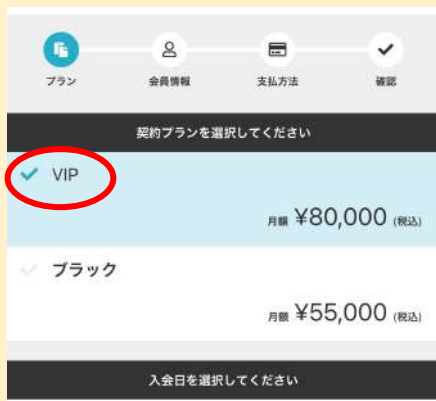 プラン 会員情報 支払方法 確認
契約プランを選択してください
VIP
月額 ¥80,000 (税込)
ブラック
月額 ¥55,000 (税込)
入会日を選択してください